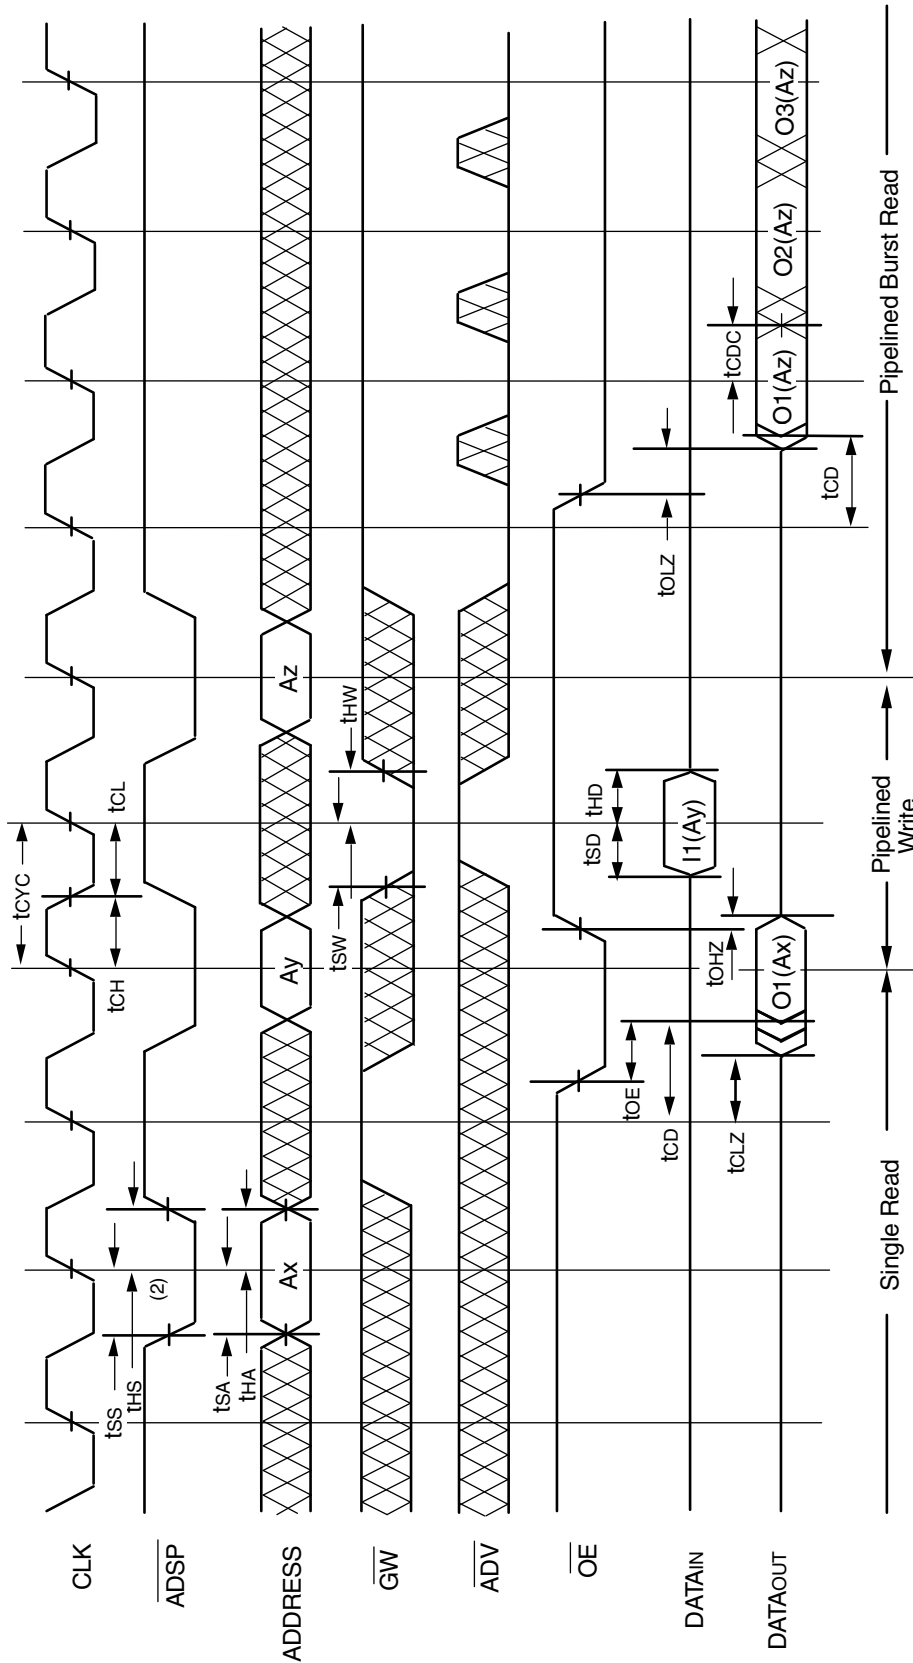 CLK
ADSP
ADDRESS
GW
ADV
OE
DATAIN
DATAOUT
tCYC
tCH
tCL
tSS
tHS
(2)
tSA
tHA
Ax
Ay
Az
tSW
tHW
tOE
tCD
tCLZ
tOHZ
tSD
tHD
I1(Ay)
O1(Ax)
tOLZ
tCD
tCDC
O1(Az)
O2(Az)
O3(Az)
Single Read
Pipelined
Write
Pipelined Burst Read